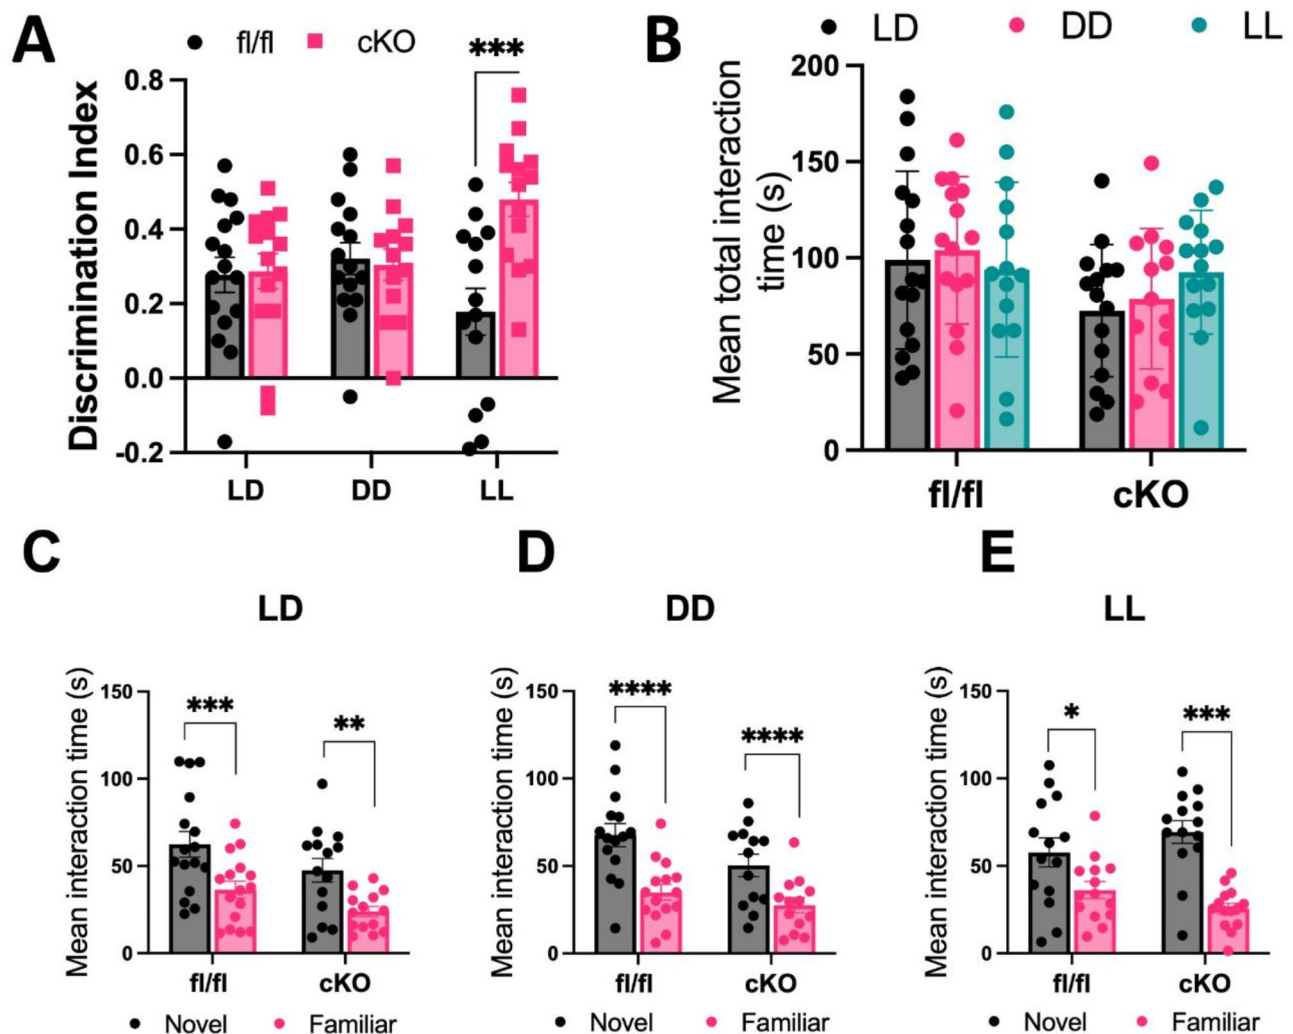 A
fl/fl cKO
***
Discrimination Index
0.8
0.6
0.4
0.2
0.0
-0.2
LD DD LL
B
LD DD LL
Mean total interaction
time (s)
200
150
100
50
0
fl/fl cKO
C
LD
Mean interaction time (s)
150
100
50
0
***
**
fl/fl cKO
Novel Familiar
D
DD
Mean interaction time (s)
150
100
50
0
****
****
fl/fl cKO
Novel Familiar
E
LL
Mean interaction time (s)
150
100
50
0
*
***
fl/fl cKO
Novel Familiar